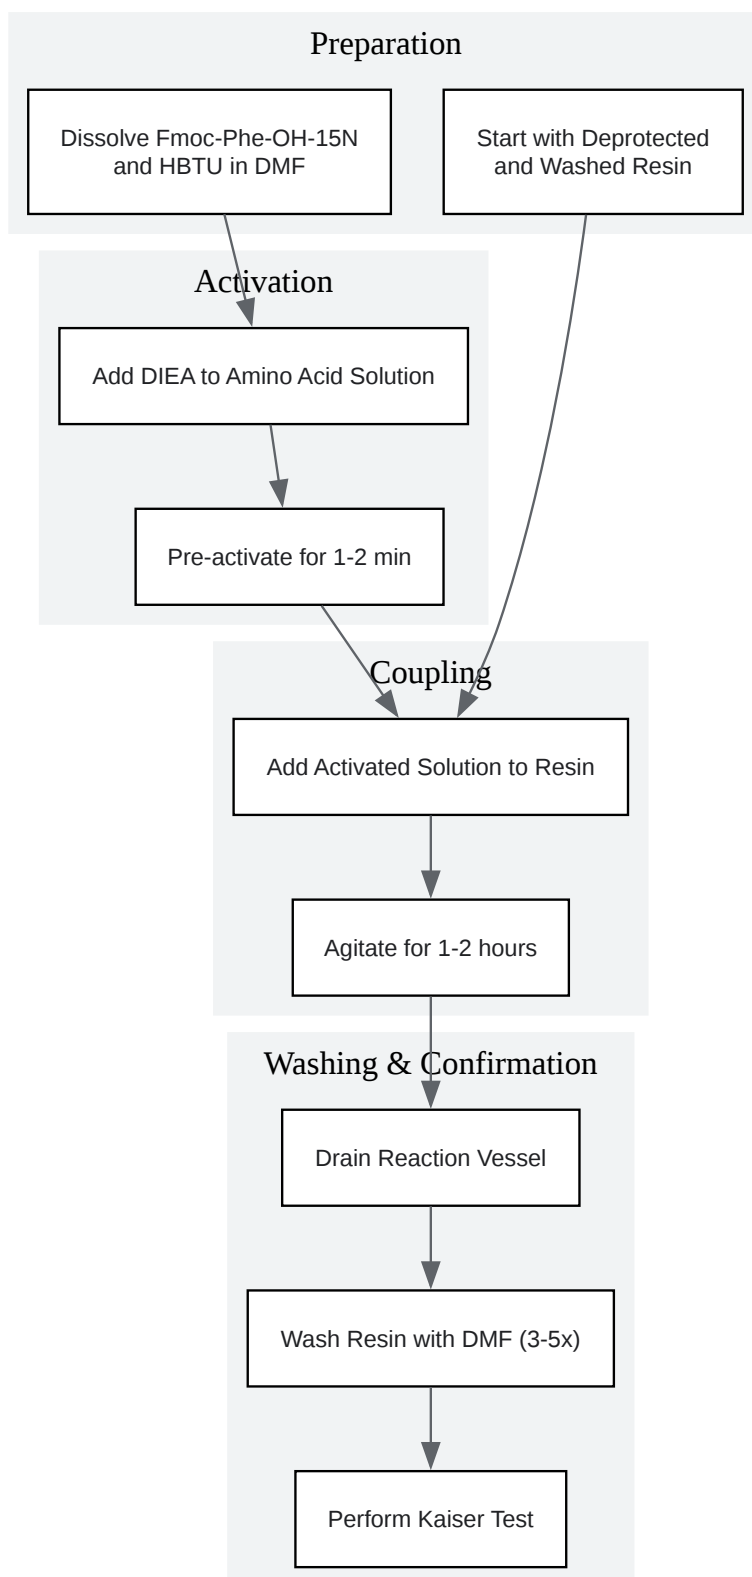 Preparation
Dissolve Fmoc-Phe-OH-15N
and HBTU in DMF
Start with Deprotected
and Washed Resin
Activation
Add DIEA to Amino Acid Solution
Pre-activate for 1-2 min
Coupling
Add Activated Solution to Resin
Agitate for 1-2 hours
Washing & Confirmation
Drain Reaction Vessel
Wash Resin with DMF (3-5x)
Perform Kaiser Test